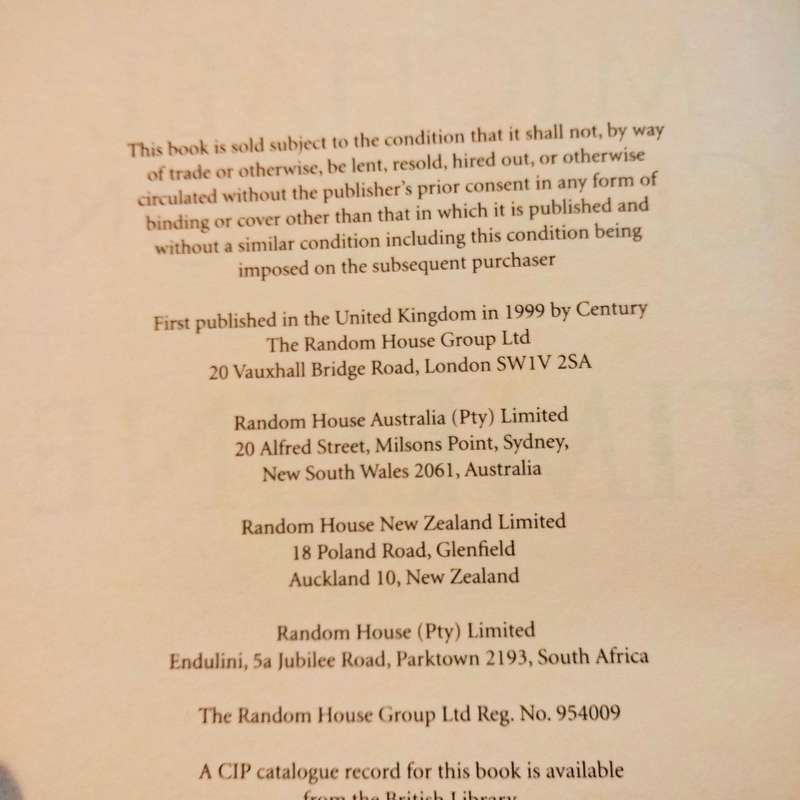 This book is sold subject to the condition that it shall not, by way
of trade or otherwise, be lent, resold, hired out, or otherwise
circulated without the publisher's prior consent in any form of
binding or cover other than that in which it is published and
without a similar condition including this condition being
imposed on the subsequent purchaser
First published in the United Kingdom in 1999 by Century
The Random House Group Ltd
20 Vauxhall Bridge Road, London SW1V 2SA
Random House Australia (Pty) Limited
20 Alfred Street, Milsons Point, Sydney,
New South Wales 2061, Australia
Random House New Zealand Limited
18 Poland Road, Glenfield
Auckland 10, New Zealand
Random House (Pty) Limited
Endulini, 5a Jubilee Road, Parktown 2193, South Africa
The Random House Group Ltd Reg. No. 954009
A CIP catalogue record for this book is available
from the British Library